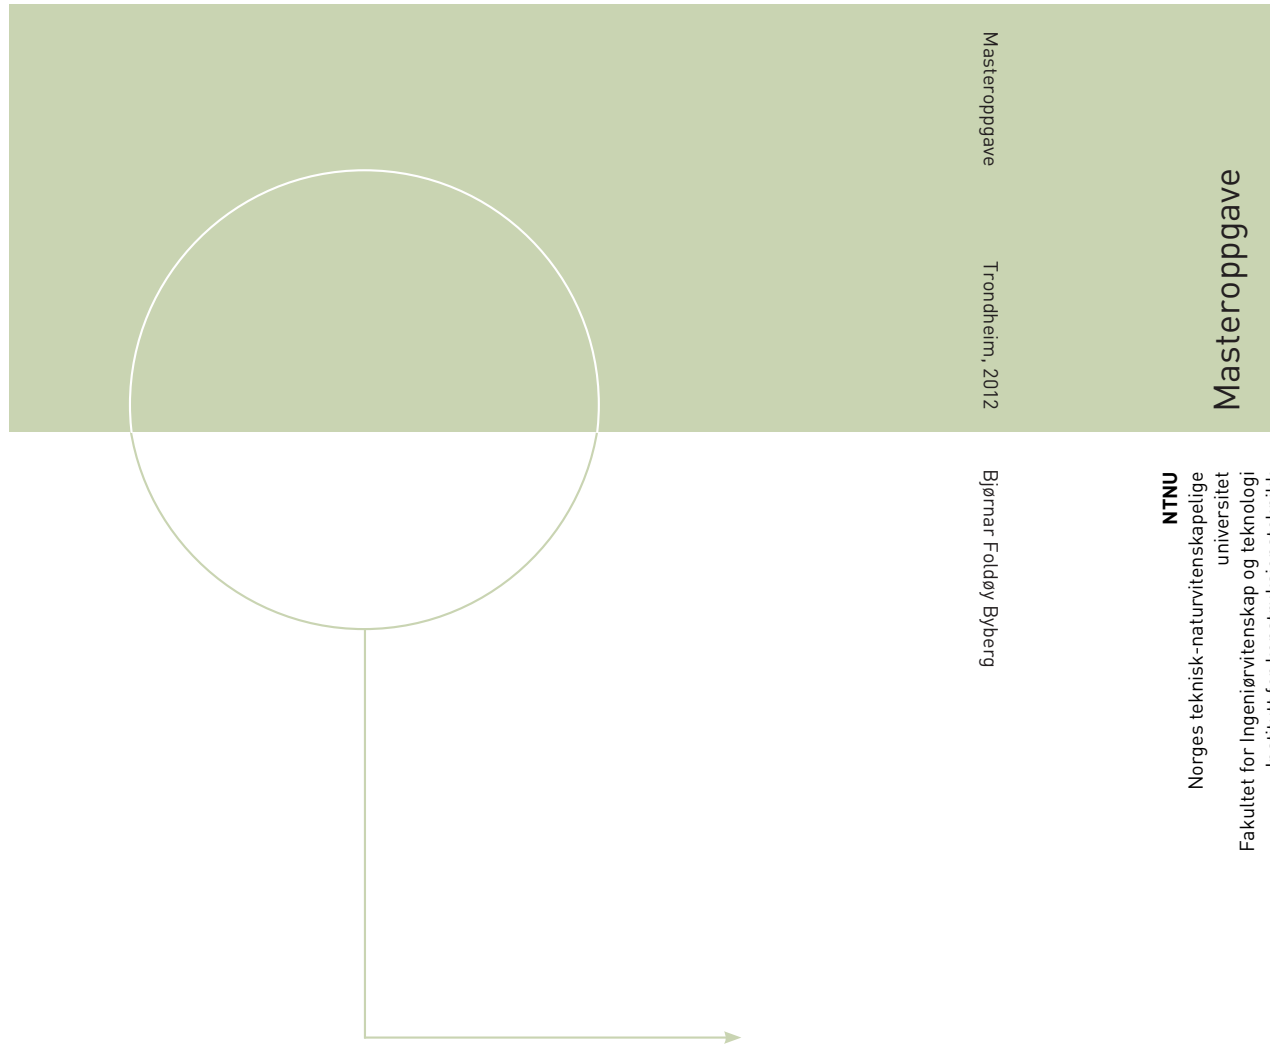 Masteroppgave
Trondheim, 2012
Bjørnar Foldøy Byberg
Masteroppgave
NTNU
Norges teknisk-naturvitenskapelige
universitet
Fakultet for Ingeniørvitenskap og teknologi